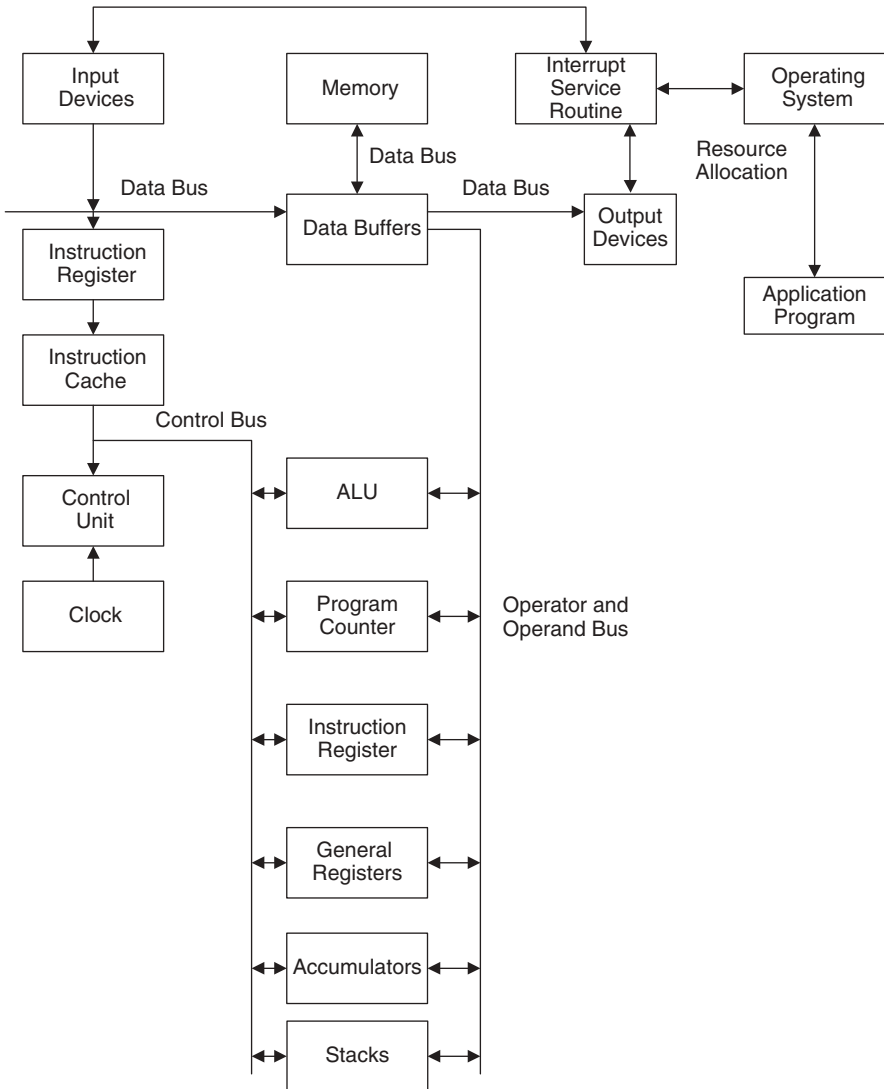 Input
Devices
Memory
Interrupt
Service
Routine
Operating
System
Data Bus
Resource
Allocation
Data Bus
Data Bus
Data Buffers
Output
Devices
Instruction
Register
Application
Program
Instruction
Cache
Control Bus
Control
Unit
ALU
Clock
Program
Counter
Operator and
Operand Bus
Instruction
Register
General
Registers
Accumulators
Stacks